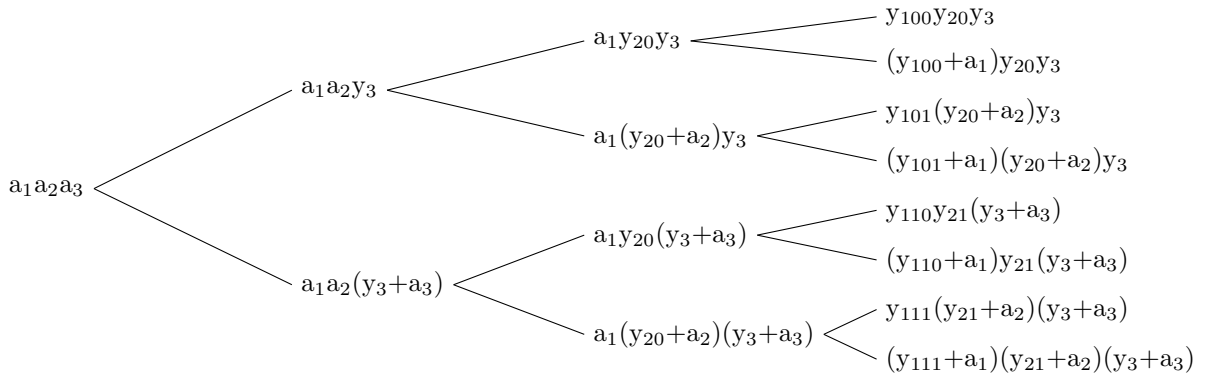 a₁a₂a₃
a₁a₂y₃
a₁a₂(y₃+a₃)
a₁y₂₀y₃
a₁(y₂₀+a₂)y₃
a₁y₂₀(y₃+a₃)
a₁(y₂₀+a₂)(y₃+a₃)
y₁₀₀y₂₀y₃
(y₁₀₀+a₁)y₂₀y₃
y₁₀₁(y₂₀+a₂)y₃
(y₁₀₁+a₁)(y₂₀+a₂)y₃
y₁₁₀y₂₁(y₃+a₃)
(y₁₁₀+a₁)y₂₁(y₃+a₃)
y₁₁₁(y₂₁+a₂)(y₃+a₃)
(y₁₁₁+a₁)(y₂₁+a₂)(y₃+a₃)